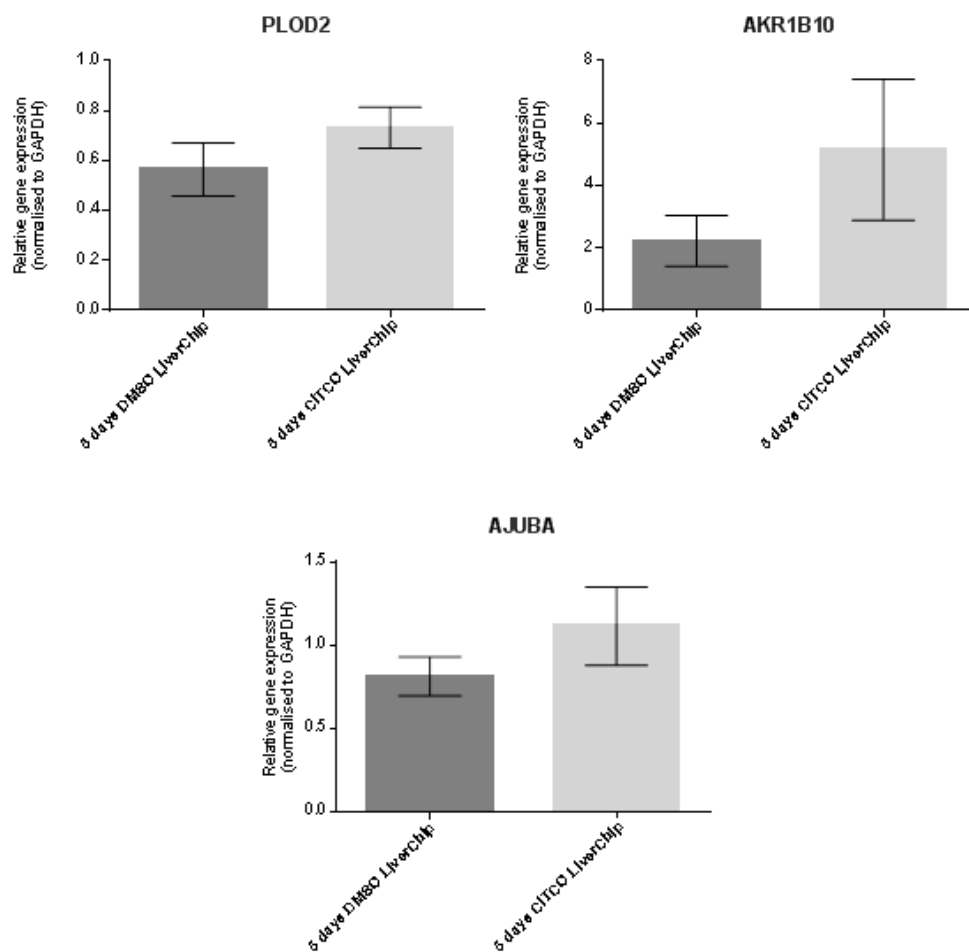 PLOD2
Relative gene expression
(normalised to GAPDH)
1.0
0.8
0.6
0.4
0.2
0.0
5 days DMSO LiverChip
5 days CITCO LiverChip
AKR1B10
Relative gene expression
(normalised to GAPDH)
8
6
4
2
0
5 days DMSO LiverChip
5 days CITCO LiverChip
AJUBA
Relative gene expression
(normalised to GAPDH)
1.5
1.0
0.5
0.0
5 days DMSO LiverChip
5 days CITCO LiverChip